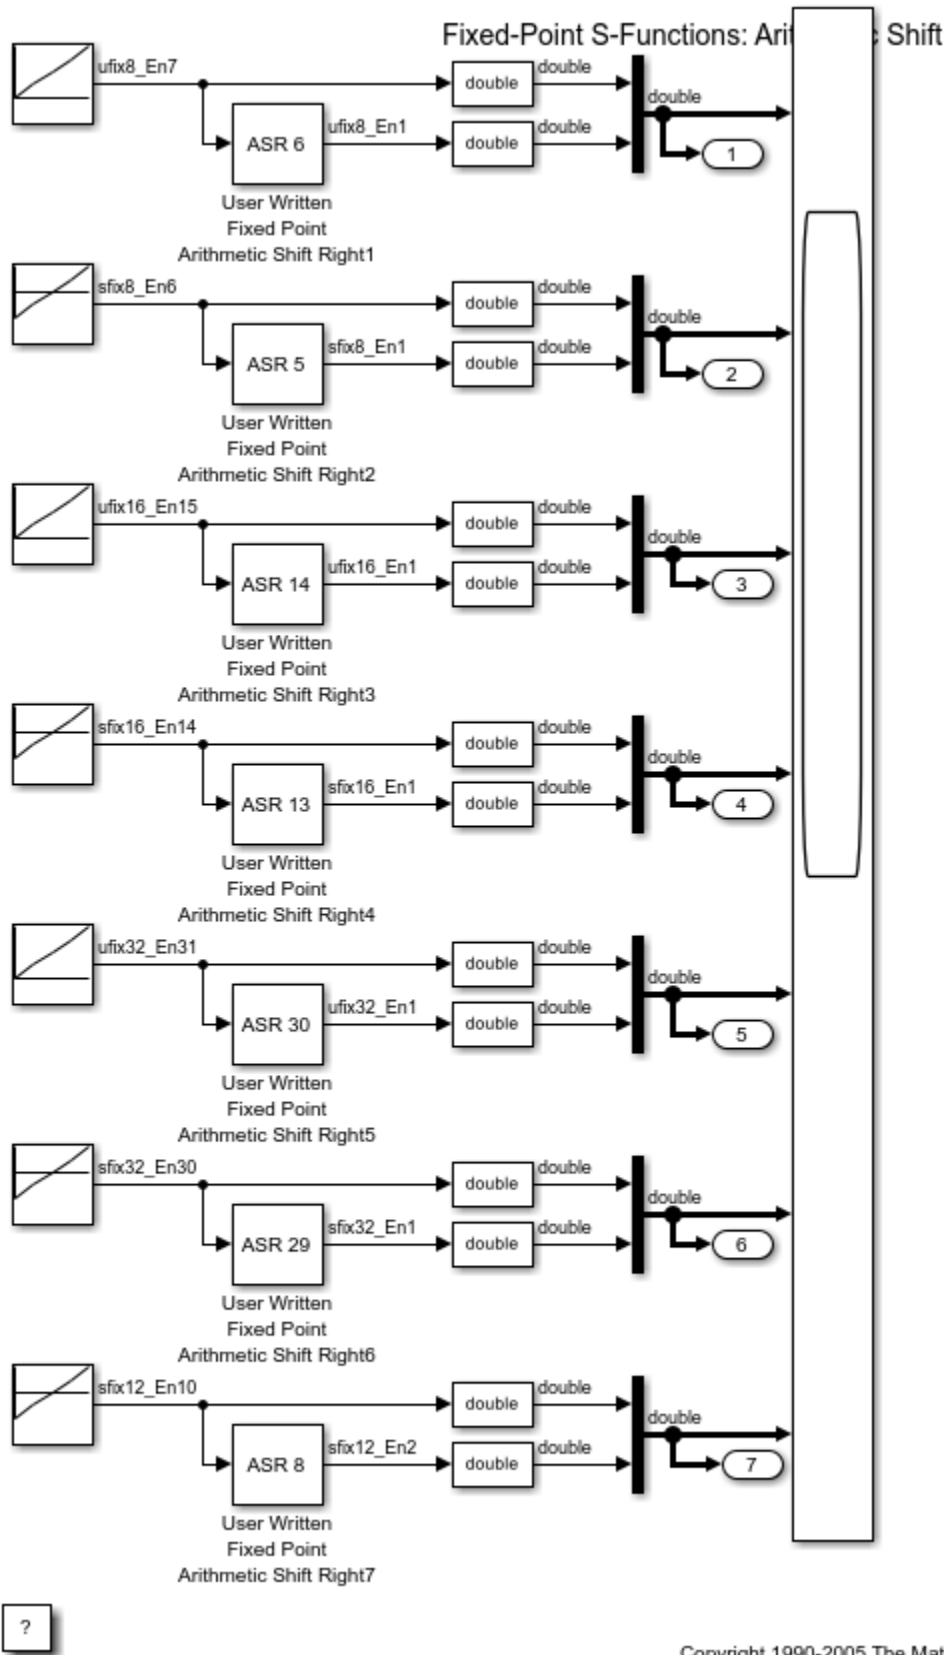 Fixed-Point S-Functions: Arit c Shift
ufix8_En7
double
double
double
ASR 6
ufix8_En1
double
double
1
User Written
Fixed Point
Arithmetic Shift Right1
sfix8_En6
double
double
double
ASR 5
sfix8_En1
double
double
2
User Written
Fixed Point
Arithmetic Shift Right2
ufix16_En15
double
double
double
ASR 14
ufix16_En1
double
double
3
User Written
Fixed Point
Arithmetic Shift Right3
sfix16_En14
double
double
double
ASR 13
sfix16_En1
double
double
4
User Written
Fixed Point
Arithmetic Shift Right4
ufix32_En31
double
double
double
ASR 30
ufix32_En1
double
double
5
User Written
Fixed Point
Arithmetic Shift Right5
sfix32_En30
double
double
double
ASR 29
sfix32_En1
double
double
6
User Written
Fixed Point
Arithmetic Shift Right6
sfix12_En10
double
double
double
ASR 8
sfix12_En2
double
double
7
User Written
Fixed Point
Arithmetic Shift Right7
?
Copyright 1990-2005 The Mat